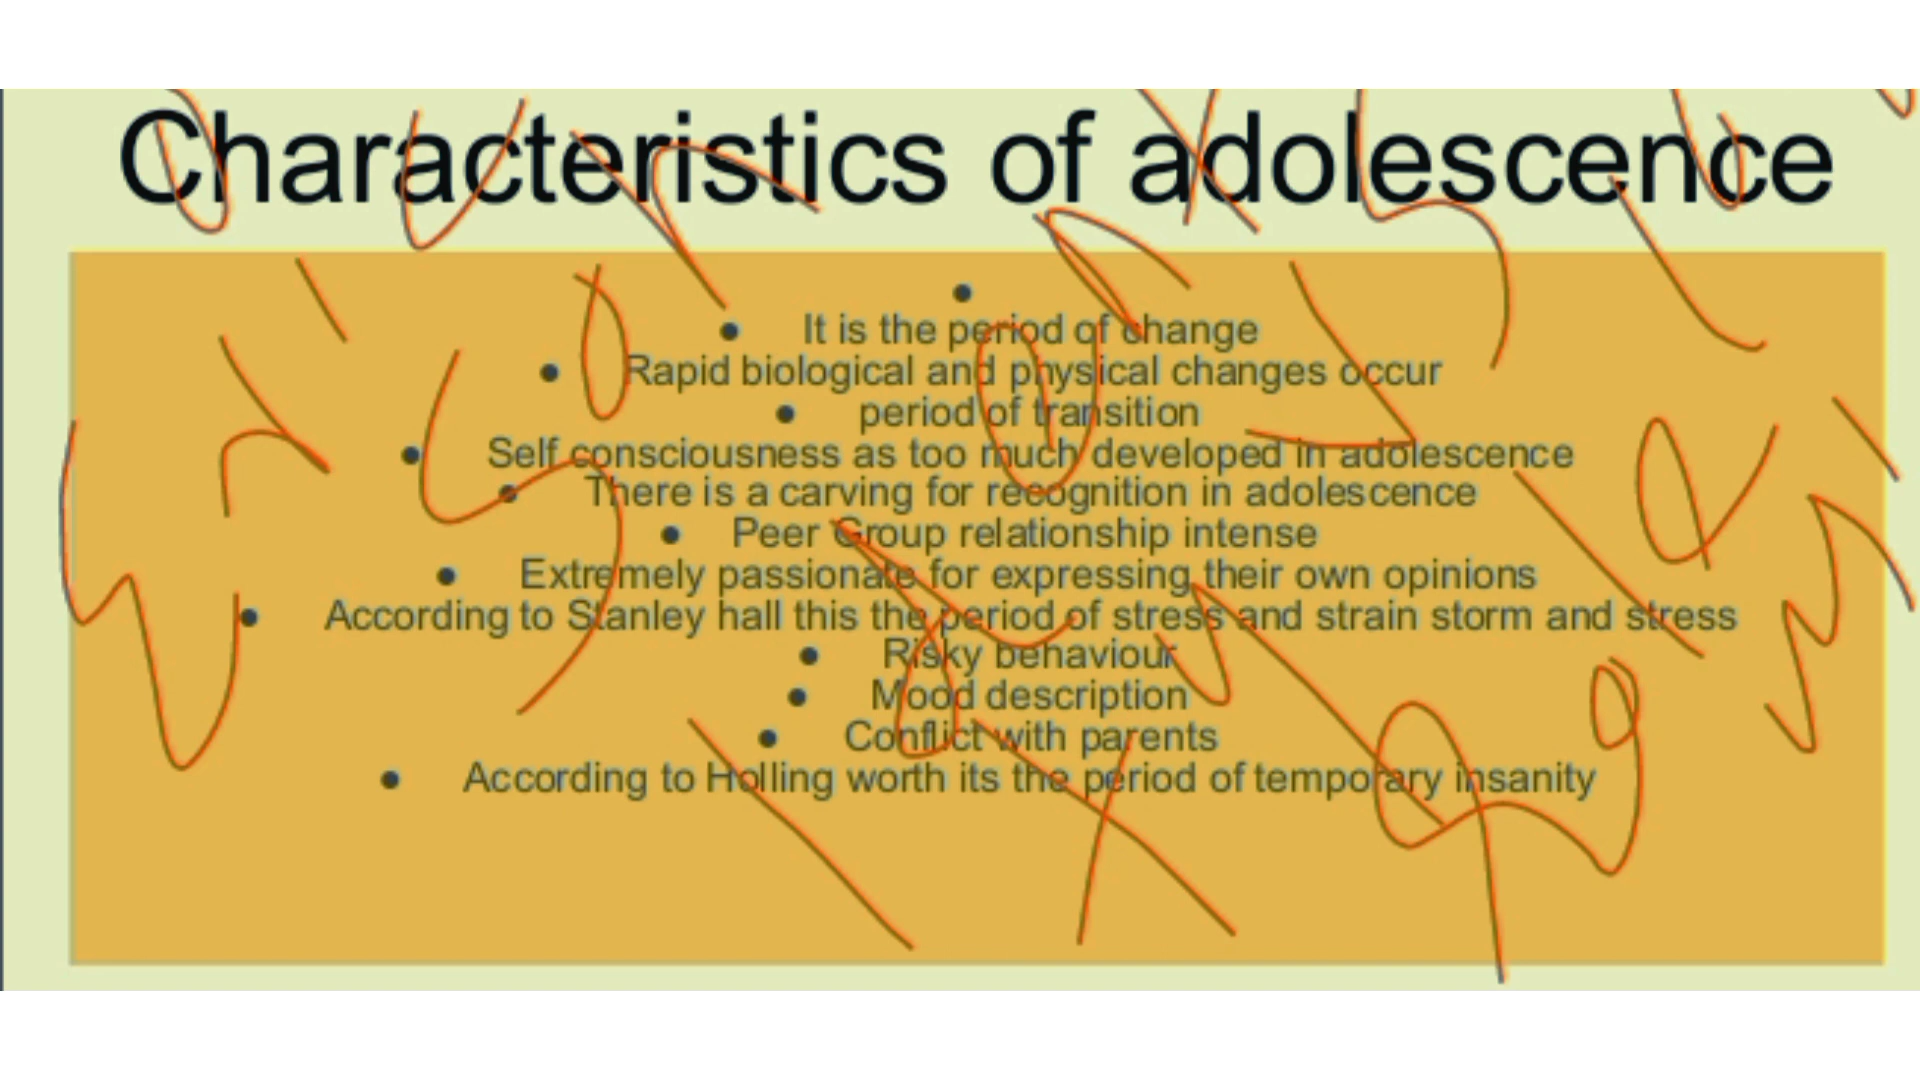 Characteristics of adolescence
•
• It is the period of change
• Rapid biological and physical changes occur
• period of transition
• Self consciousness as too much developed in adolescence
• There is a carving for recognition in adolescence
• Peer Group relationship intense
• Extremely passionate for expressing their own opinions
• According to Stanley hall this the period of stress and strain storm and stress
• Risky behaviour
• Mood description
• Conflict with parents
• According to Holling worth its the period of temporary insanity